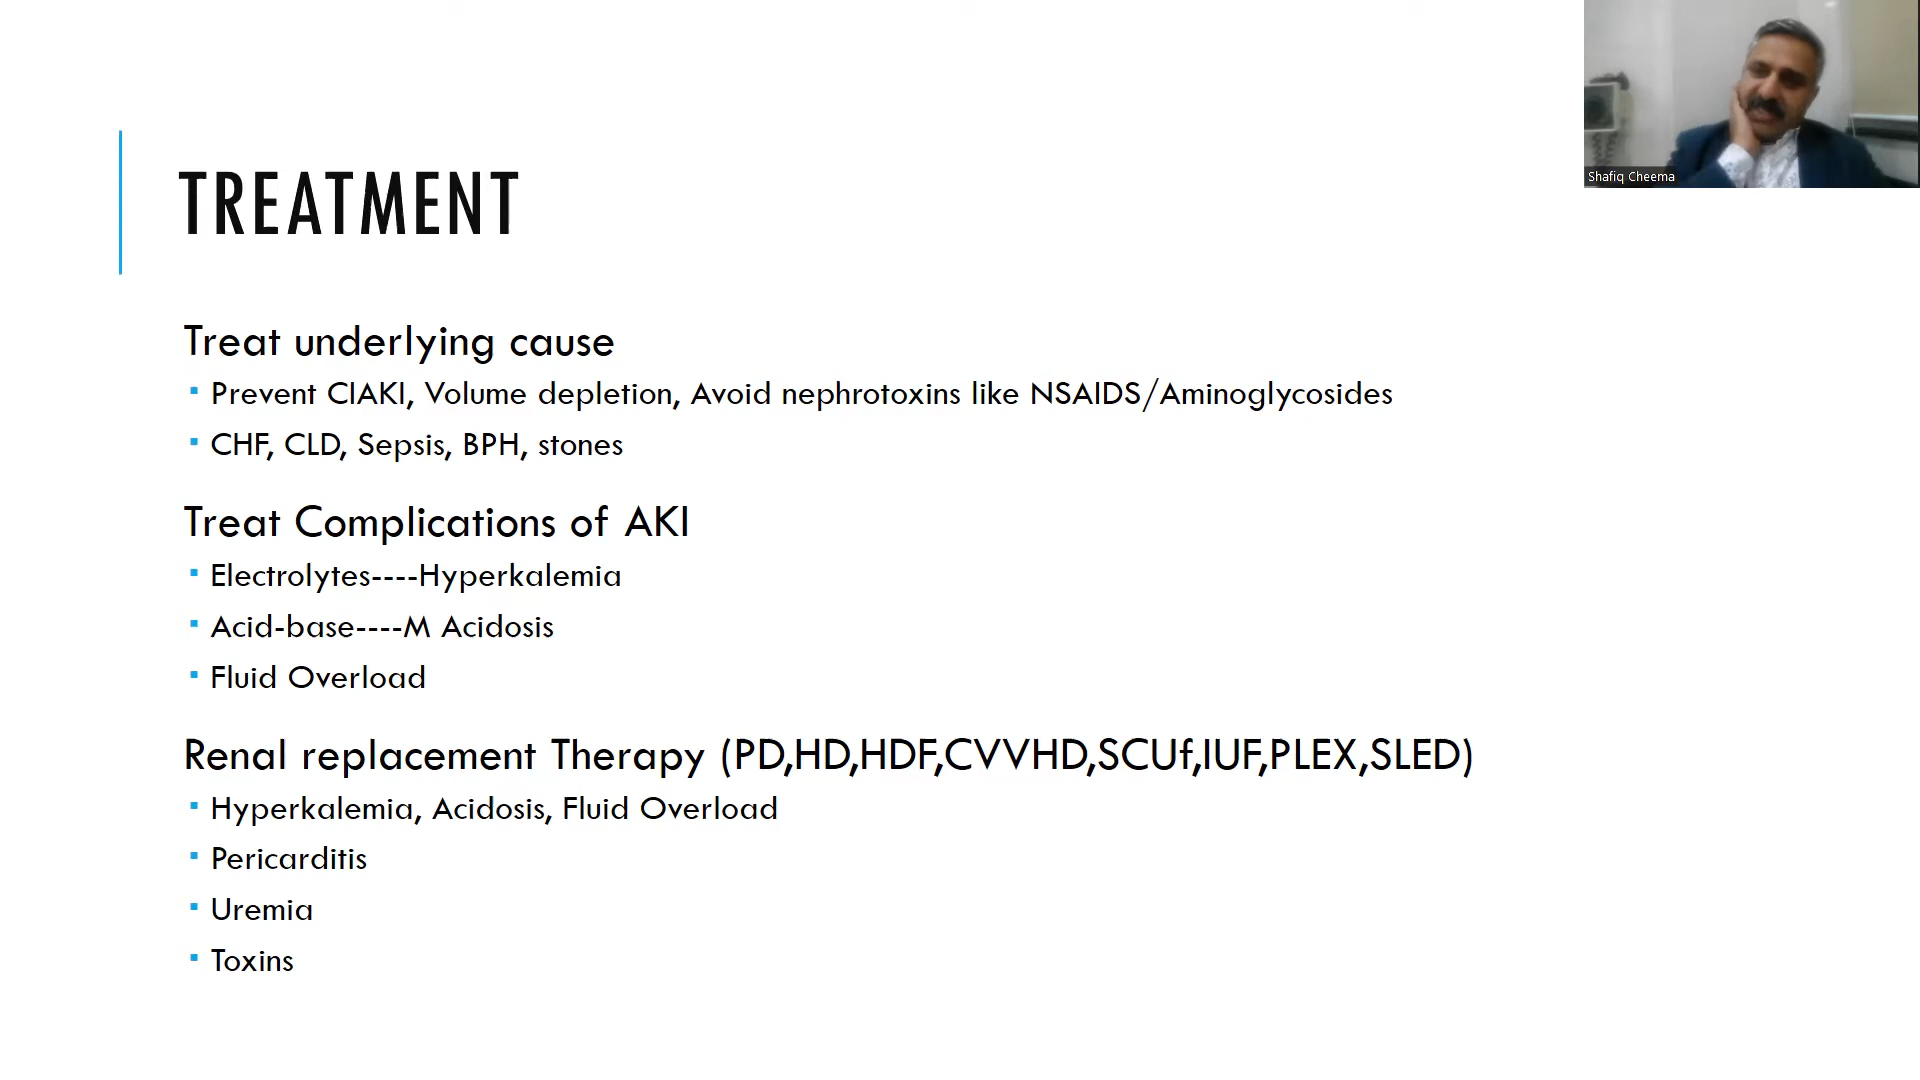 Shafiq Cheema
TREATMENT
Treat underlying cause
▪ Prevent CIAKI, Volume depletion, Avoid nephrotoxins like NSAIDS/Aminoglycosides
▪ CHF, CLD, Sepsis, BPH, stones
Treat Complications of AKI
▪ Electrolytes----Hyperkalemia
▪ Acid-base----M Acidosis
▪ Fluid Overload
Renal replacement Therapy (PD,HD,HDF,CVVHD,SCUf,IUF,PLEX,SLED)
▪ Hyperkalemia, Acidosis, Fluid Overload
▪ Pericarditis
▪ Uremia
▪ Toxins